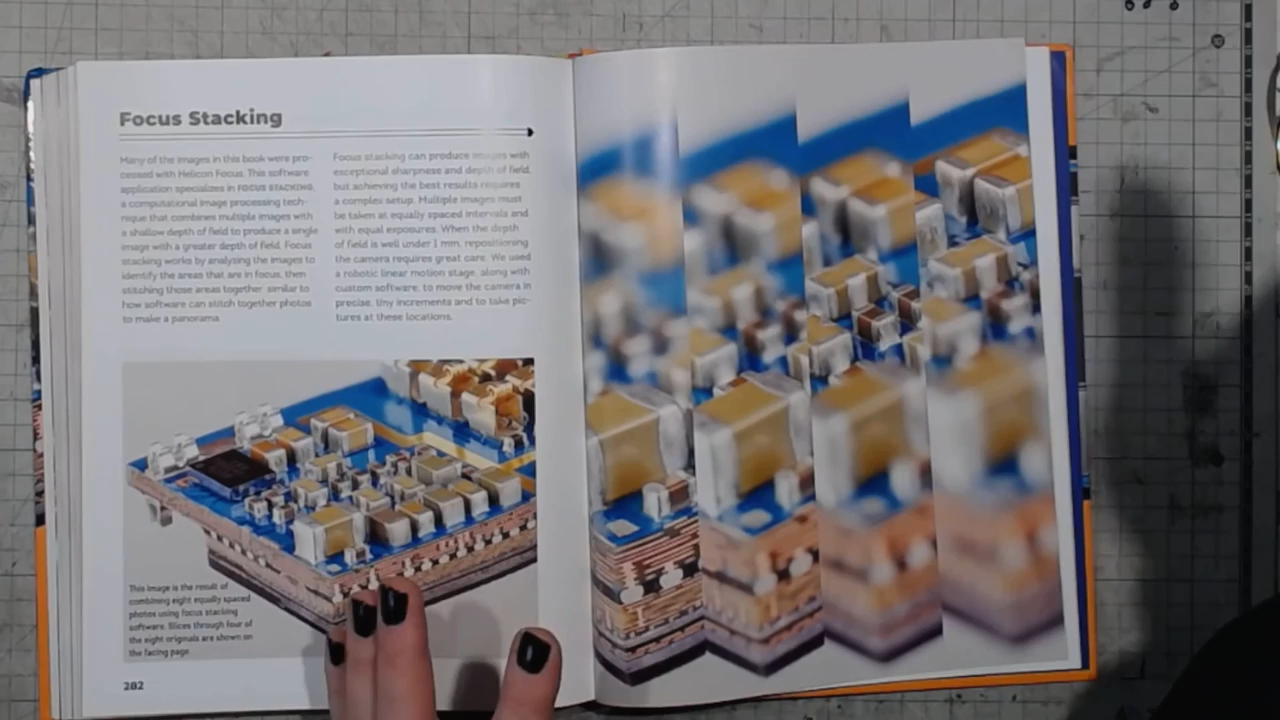 Focus Stacking
Many of the images in this book were pro-
cessed with Helicon Focus. This software
application specializes in FOCUS STACKING,
a computational image processing tech-
nique that combines multiple images with
a shallow depth of field to produce a single
image with a greater depth of field. Focus
stacking works by analyzing the images to
identify the areas that are in focus, then
stitching those areas together similar to
how software can stitch together photos
to make a panorama.
Focus stacking can produce images with
exceptional sharpness and depth of field,
but achieving the best results requires
a complex setup. Multiple images must
be taken at equally spaced intervals and
with equal exposures. When the depth
of field is well under 1 mm, repositioning
the camera requires great care. We used
a robotic linear motion stage, along with
custom software, to move the camera in
precise, tiny increments and to take pic-
tures at these locations.
This image is the result of
combining eight equally spaced
photos using focus stacking
software. Slices through four of
the eight originals are shown on
the facing page.
282